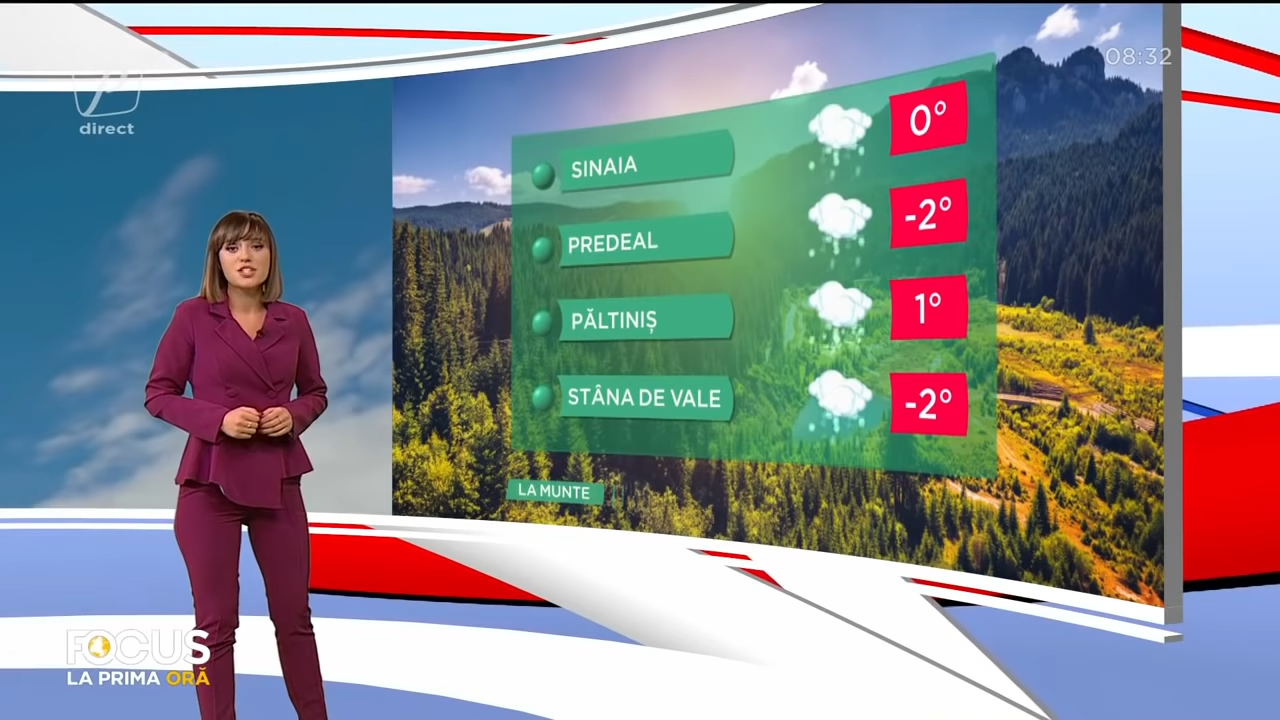 direct
08:32
SINAIA
0°
PREDEAL
-2°
PĂLTINIȘ
1°
STÂNA DE VALE
-2°
LA MUNTE
FOCUS
LA PRIMA ORĂ